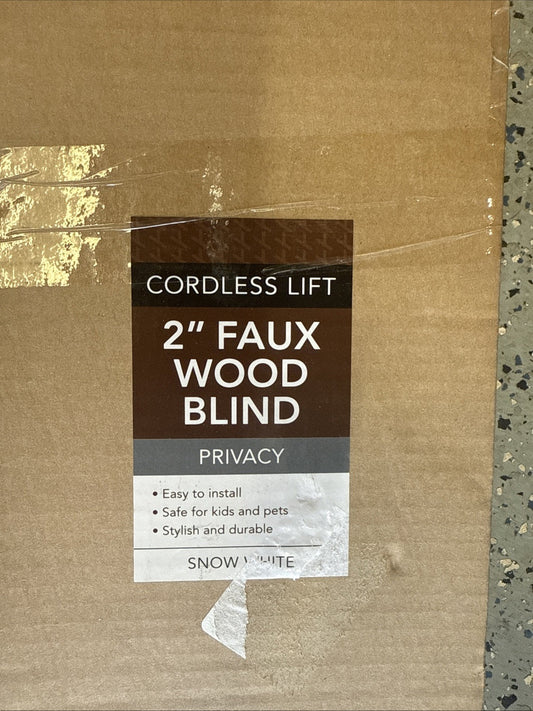 CORDLESS LIFT
2" FAUX
WOOD
BLIND
PRIVACY
• Easy to install
• Safe for kids and pets
• Stylish and durable
SNOW WHITE